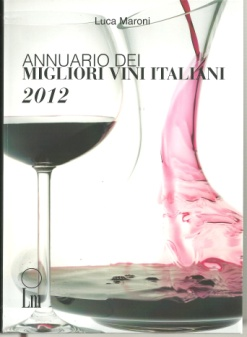 Luca Maroni
ANNUARIO DEI
MIGLIORI VINI ITALIANI
2012
Lm